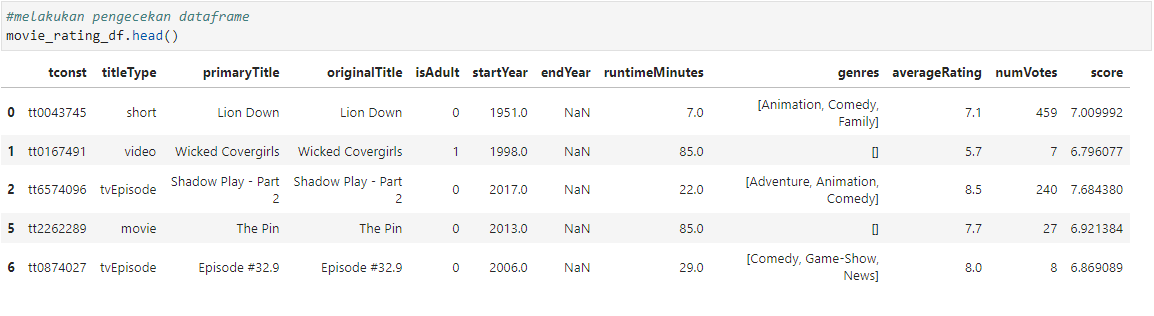 #melakukan pengecekan dataframe
movie_rating_df.head()
tconst titleType primaryTitle originalTitle isAdult startYear endYear runtimeMinutes genres averageRating numVotes score
0 tt0043745 short Lion Down Lion Down 0 1951.0 NaN 7.0 [Animation, Comedy, Family] 7.1 459 7.009992
1 tt0167491 video Wicked Covergirls Wicked Covergirls 1 1998.0 NaN 85.0 [] 5.7 7 6.796077
2 tt6574096 tvEpisode Shadow Play - Part 2 Shadow Play - Part 2 0 2017.0 NaN 22.0 [Adventure, Animation, Comedy] 8.5 240 7.684380
5 tt2262289 movie The Pin The Pin 0 2013.0 NaN 85.0 [] 7.7 27 6.921384
6 tt0874027 tvEpisode Episode #32.9 Episode #32.9 0 2006.0 NaN 29.0 [Comedy, Game-Show, News] 8.0 8 6.869089